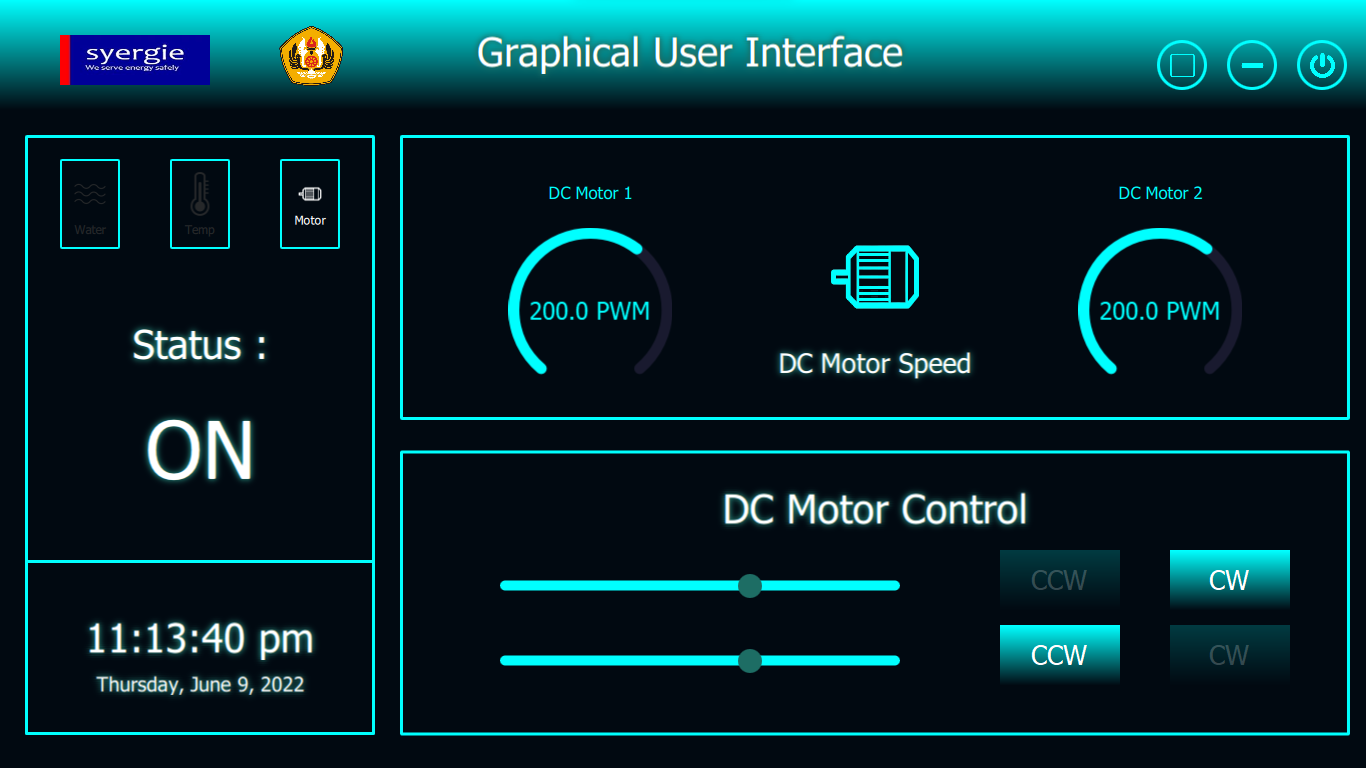 syergie
We serve energy safely
Graphical User Interface
Water
Temp
Motor
Status :
ON
11:13:40 pm
Thursday, June 9, 2022
DC Motor 1
200.0 PWM
DC Motor Speed
DC Motor 2
200.0 PWM
DC Motor Control
CCW
CW
CCW
CW